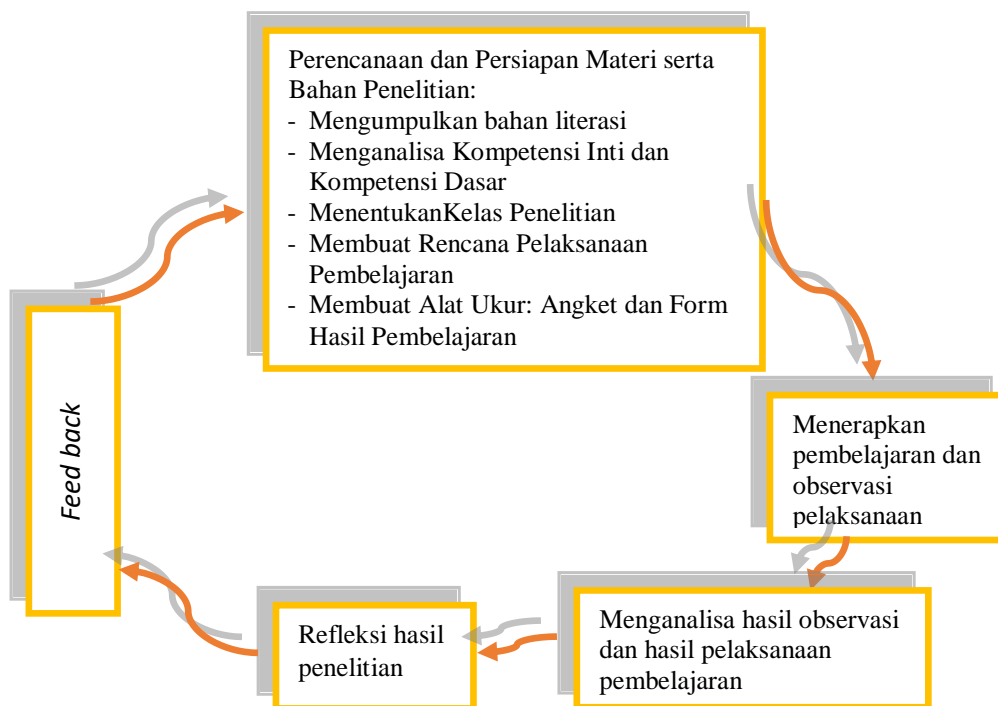 Perencanaan dan Persiapan Materi serta
Bahan Penelitian:
- Mengumpulkan bahan literasi
- Menganalisa Kompetensi Inti dan
Kompetensi Dasar
- MenentukanKelas Penelitian
- Membuat Rencana Pelaksanaan
Pembelajaran
- Membuat Alat Ukur: Angket dan Form
Hasil Pembelajaran
Menerapkan
pembelajaran dan
observasi
pelaksanaan
Menganalisa hasil observasi
dan hasil pelaksanaan
pembelajaran
Refleksi hasil
penelitian
Feed back